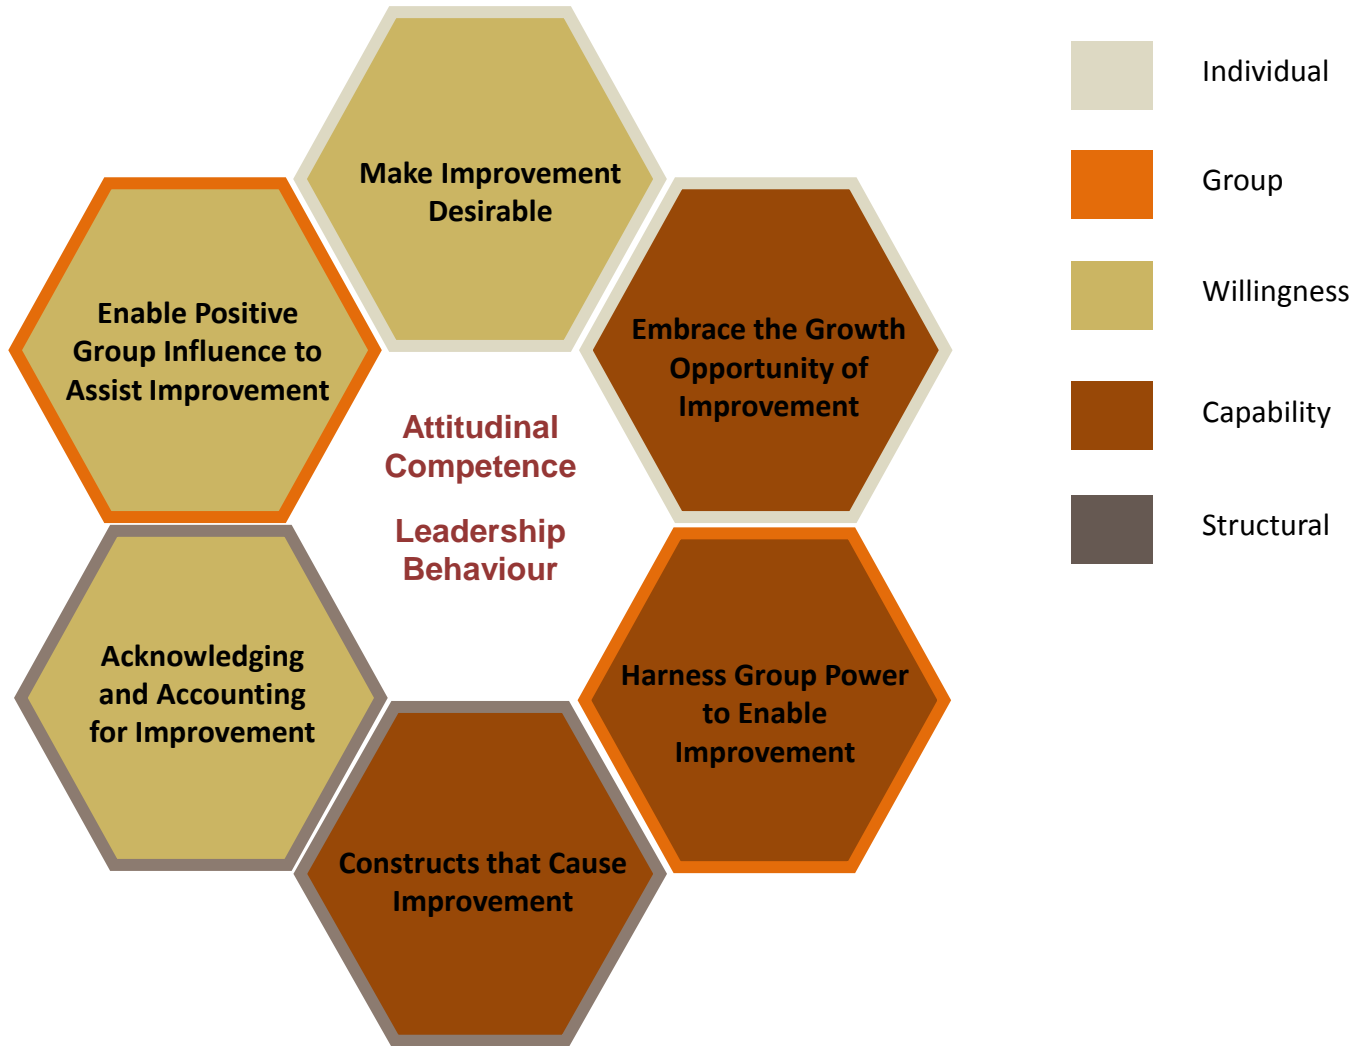 Make Improvement
Desirable
Enable Positive
Group Influence to
Assist Improvement
Embrace the Growth
Opportunity of
Improvement
Attitudinal
Competence
Leadership
Behaviour
Acknowledging
and Accounting
for Improvement
Harness Group Power
to Enable
Improvement
Constructs that Cause
Improvement
Individual
Group
Willingness
Capability
Structural